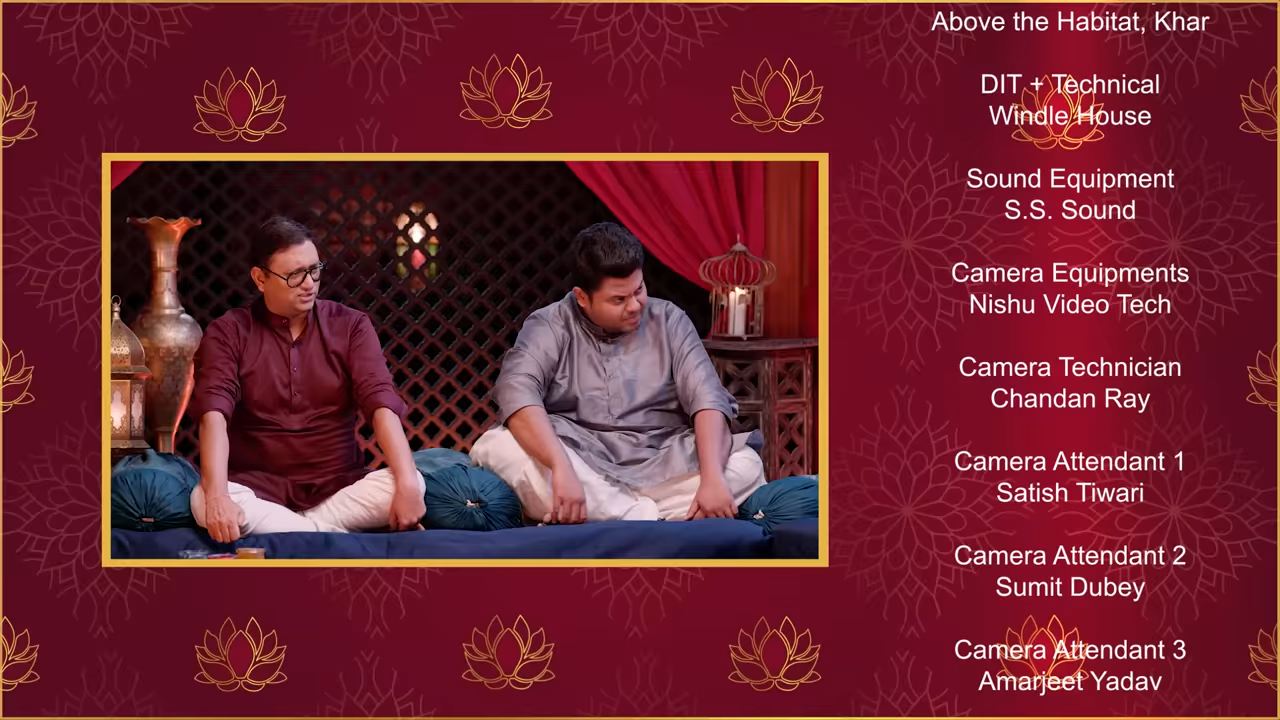 Above the Habitat, Khar
DIT + Technical
Windle House
Sound Equipment
S.S. Sound
Camera Equipments
Nishu Video Tech
Camera Technician
Chandan Ray
Camera Attendant 1
Satish Tiwari
Camera Attendant 2
Sumit Dubey
Camera Attendant 3
Amarjeet Yadav